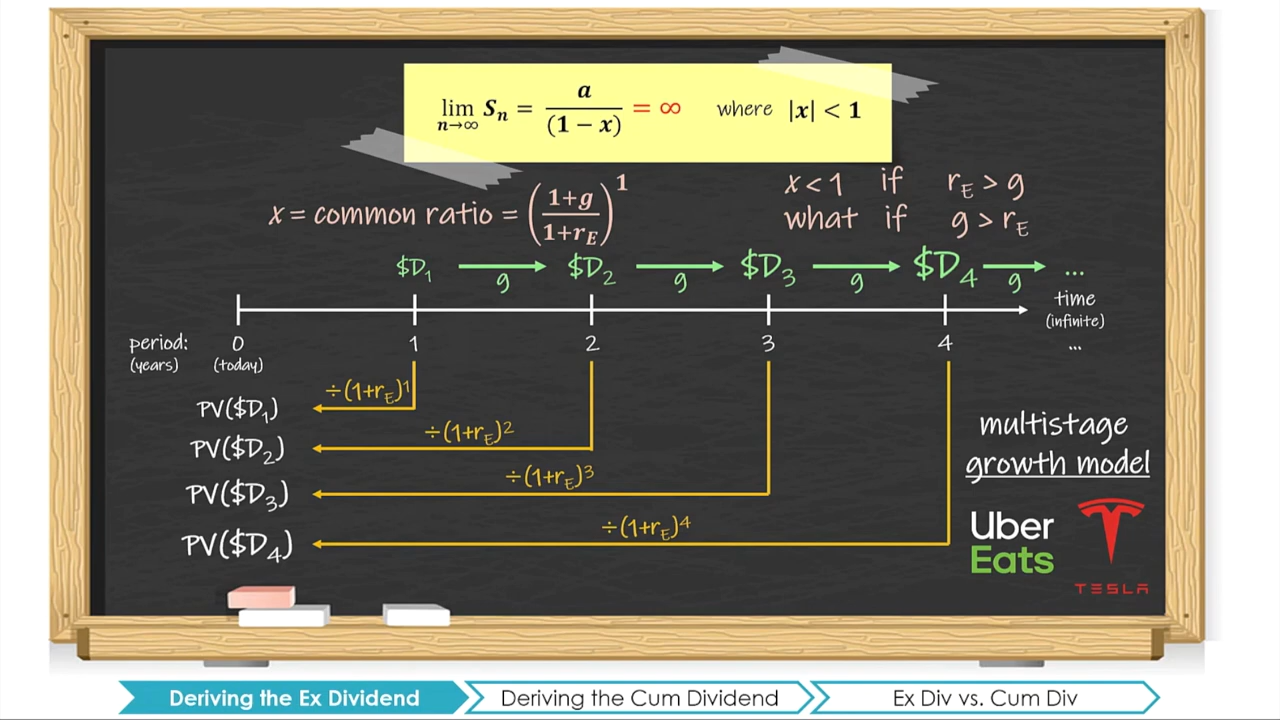 lim n→∞ Sₙ = a / (1 − x) = ∞ where |x| < 1
x = common ratio = ((1+g) / (1+r_E))¹
x < 1 if r_E > g
what if g > r_E
$D₁ g $D₂ g $D₃ g $D₄ g ...
time
(infinite)
period: 0 1 2 3 4 ...
(years) (today)
÷(1+r_E)¹
PV($D₁)
÷(1+r_E)²
PV($D₂)
÷(1+r_E)³
PV($D₃)
÷(1+r_E)⁴
PV($D₄)
multistage
growth model
Uber
Eats
TESLA
Deriving the Ex Dividend
Deriving the Cum Dividend
Ex Div vs. Cum Div